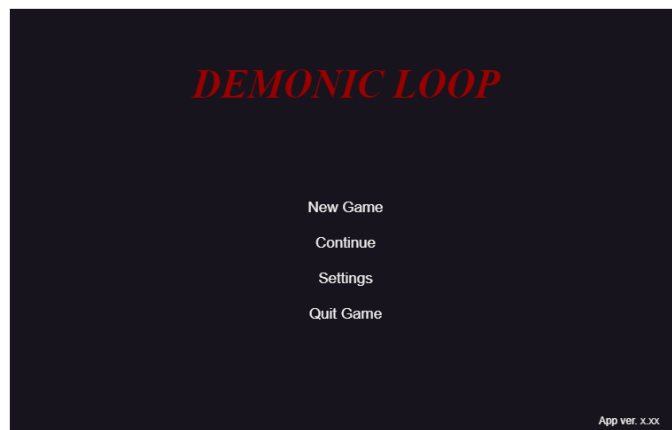 DEMONIC LOOP
New Game
Continue
Settings
Quit Game
App ver. x.xx